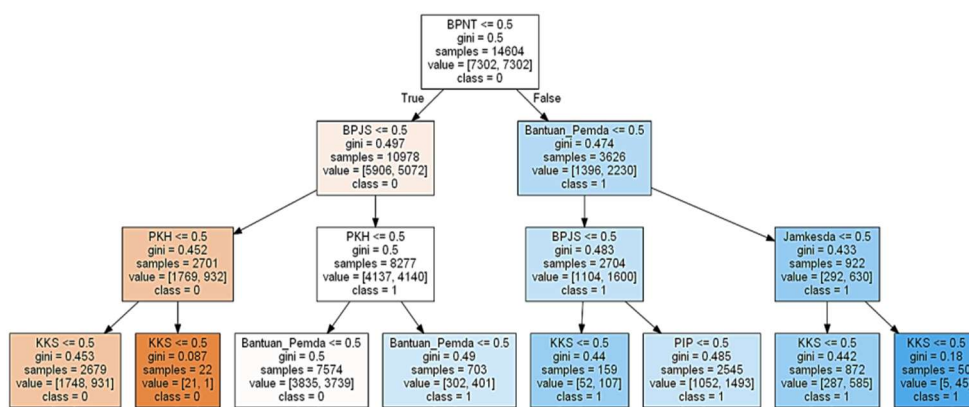 BPNT <= 0.5
gini = 0.5
samples = 14604
value = [7302, 7302]
class = 0
True
False
BPJS <= 0.5
gini = 0.497
samples = 10978
value = [5906, 5072]
class = 0
Bantuan_Pemda <= 0.5
gini = 0.474
samples = 3626
value = [1396, 2230]
class = 1
PKH <= 0.5
gini = 0.452
samples = 2701
value = [1769, 932]
class = 0
PKH <= 0.5
gini = 0.5
samples = 8277
value = [4137, 4140]
class = 1
BPJS <= 0.5
gini = 0.483
samples = 2704
value = [1104, 1600]
class = 1
Jamkesda <= 0.5
gini = 0.433
samples = 922
value = [292, 630]
class = 1
KKS <= 0.5
gini = 0.453
samples = 2679
value = [1748, 931]
class = 0
KKS <= 0.5
gini = 0.087
samples = 22
value = [21, 1]
class = 0
Bantuan_Pemda <= 0.5
gini = 0.5
samples = 7574
value = [3835, 3739]
class = 0
Bantuan_Pemda <= 0.5
gini = 0.49
samples = 703
value = [302, 401]
class = 1
KKS <= 0.5
gini = 0.44
samples = 159
value = [52, 107]
class = 1
PIP <= 0.5
gini = 0.485
samples = 2545
value = [1052, 1493]
class = 1
KKS <= 0.5
gini = 0.442
samples = 872
value = [287, 585]
class = 1
KKS <= 0.5
gini = 0.18
samples = 50
value = [5, 45]
class = 1